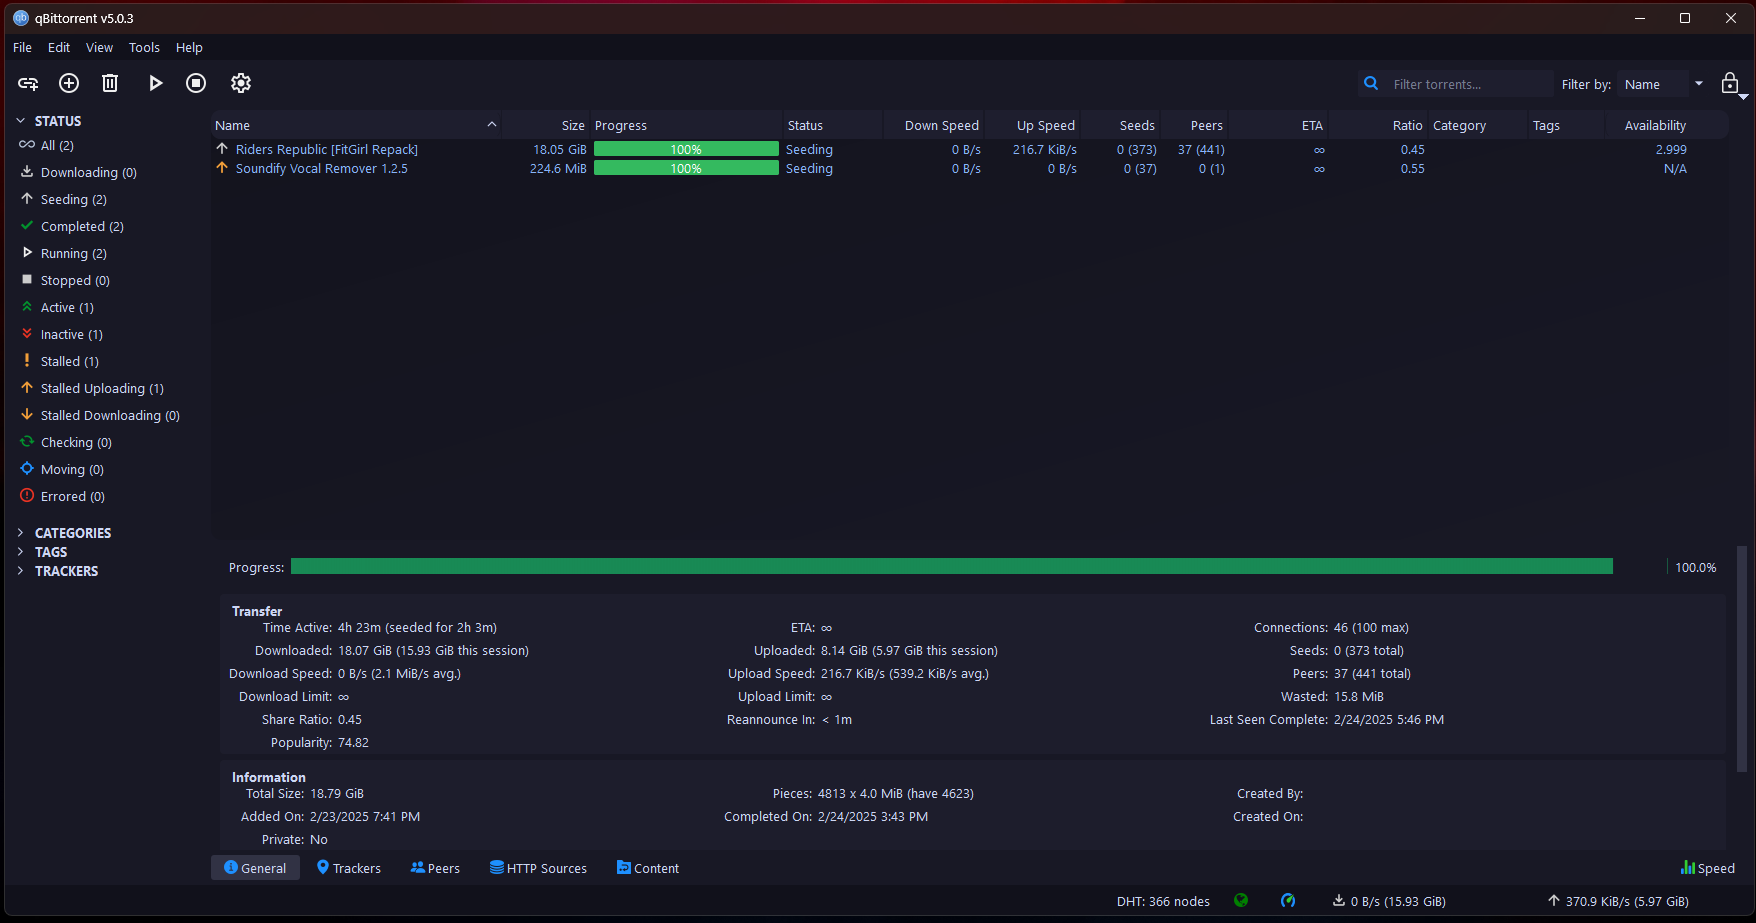 qBittorrent v5.0.3
File Edit View Tools Help
Filter torrents... Filter by: Name
STATUS
All (2)
Downloading (0)
Seeding (2)
Completed (2)
Running (2)
Stopped (0)
Active (1)
Inactive (1)
Stalled (1)
Stalled Uploading (1)
Stalled Downloading (0)
Checking (0)
Moving (0)
Errored (0)
CATEGORIES
TAGS
TRACKERS
Name Size Progress Status Down Speed Up Speed Seeds Peers ETA Ratio Category Tags Availability
Riders Republic [FitGirl Repack] 18.05 GiB 100% Seeding 0 B/s 216.7 KiB/s 0 (373) 37 (441) ∞ 0.45 2.999
Soundify Vocal Remover 1.2.5 224.6 MiB 100% Seeding 0 B/s 0 B/s 0 (37) 0 (1) ∞ 0.55 N/A
Progress: 100.0%
Transfer
Time Active: 4h 23m (seeded for 2h 3m) ETA: ∞ Connections: 46 (100 max)
Downloaded: 18.07 GiB (15.93 GiB this session) Uploaded: 8.14 GiB (5.97 GiB this session) Seeds: 0 (373 total)
Download Speed: 0 B/s (2.1 MiB/s avg.) Upload Speed: 216.7 KiB/s (539.2 KiB/s avg.) Peers: 37 (441 total)
Download Limit: ∞ Upload Limit: ∞ Wasted: 15.8 MiB
Share Ratio: 0.45 Reannounce In: < 1m Last Seen Complete: 2/24/2025 5:46 PM
Popularity: 74.82
Information
Total Size: 18.79 GiB Pieces: 4813 x 4.0 MiB (have 4623) Created By:
Added On: 2/23/2025 7:41 PM Completed On: 2/24/2025 3:43 PM Created On:
Private: No
General Trackers Peers HTTP Sources Content Speed
DHT: 366 nodes 0 B/s (15.93 GiB) 370.9 KiB/s (5.97 GiB)